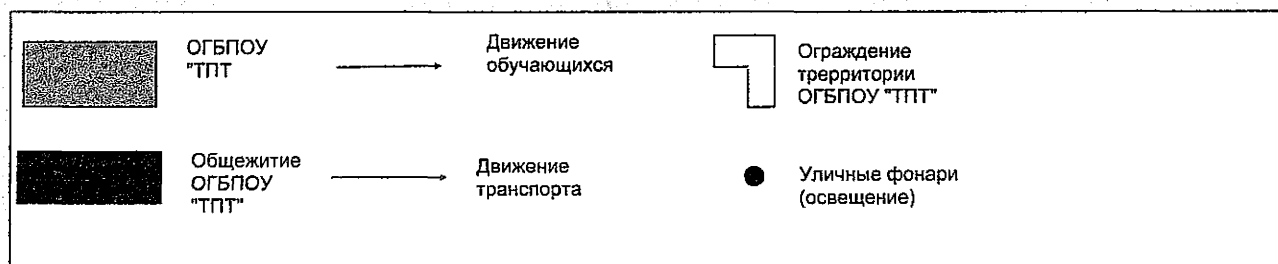 ОГБПОУ
"ТПТ
Движение
обучающихся
Ограждение
трерритории
ОГБПОУ "ТПТ"
Общежитие
ОГБПОУ
"ТПТ"
Движение
транспорта
Уличные фонари
(освещение)